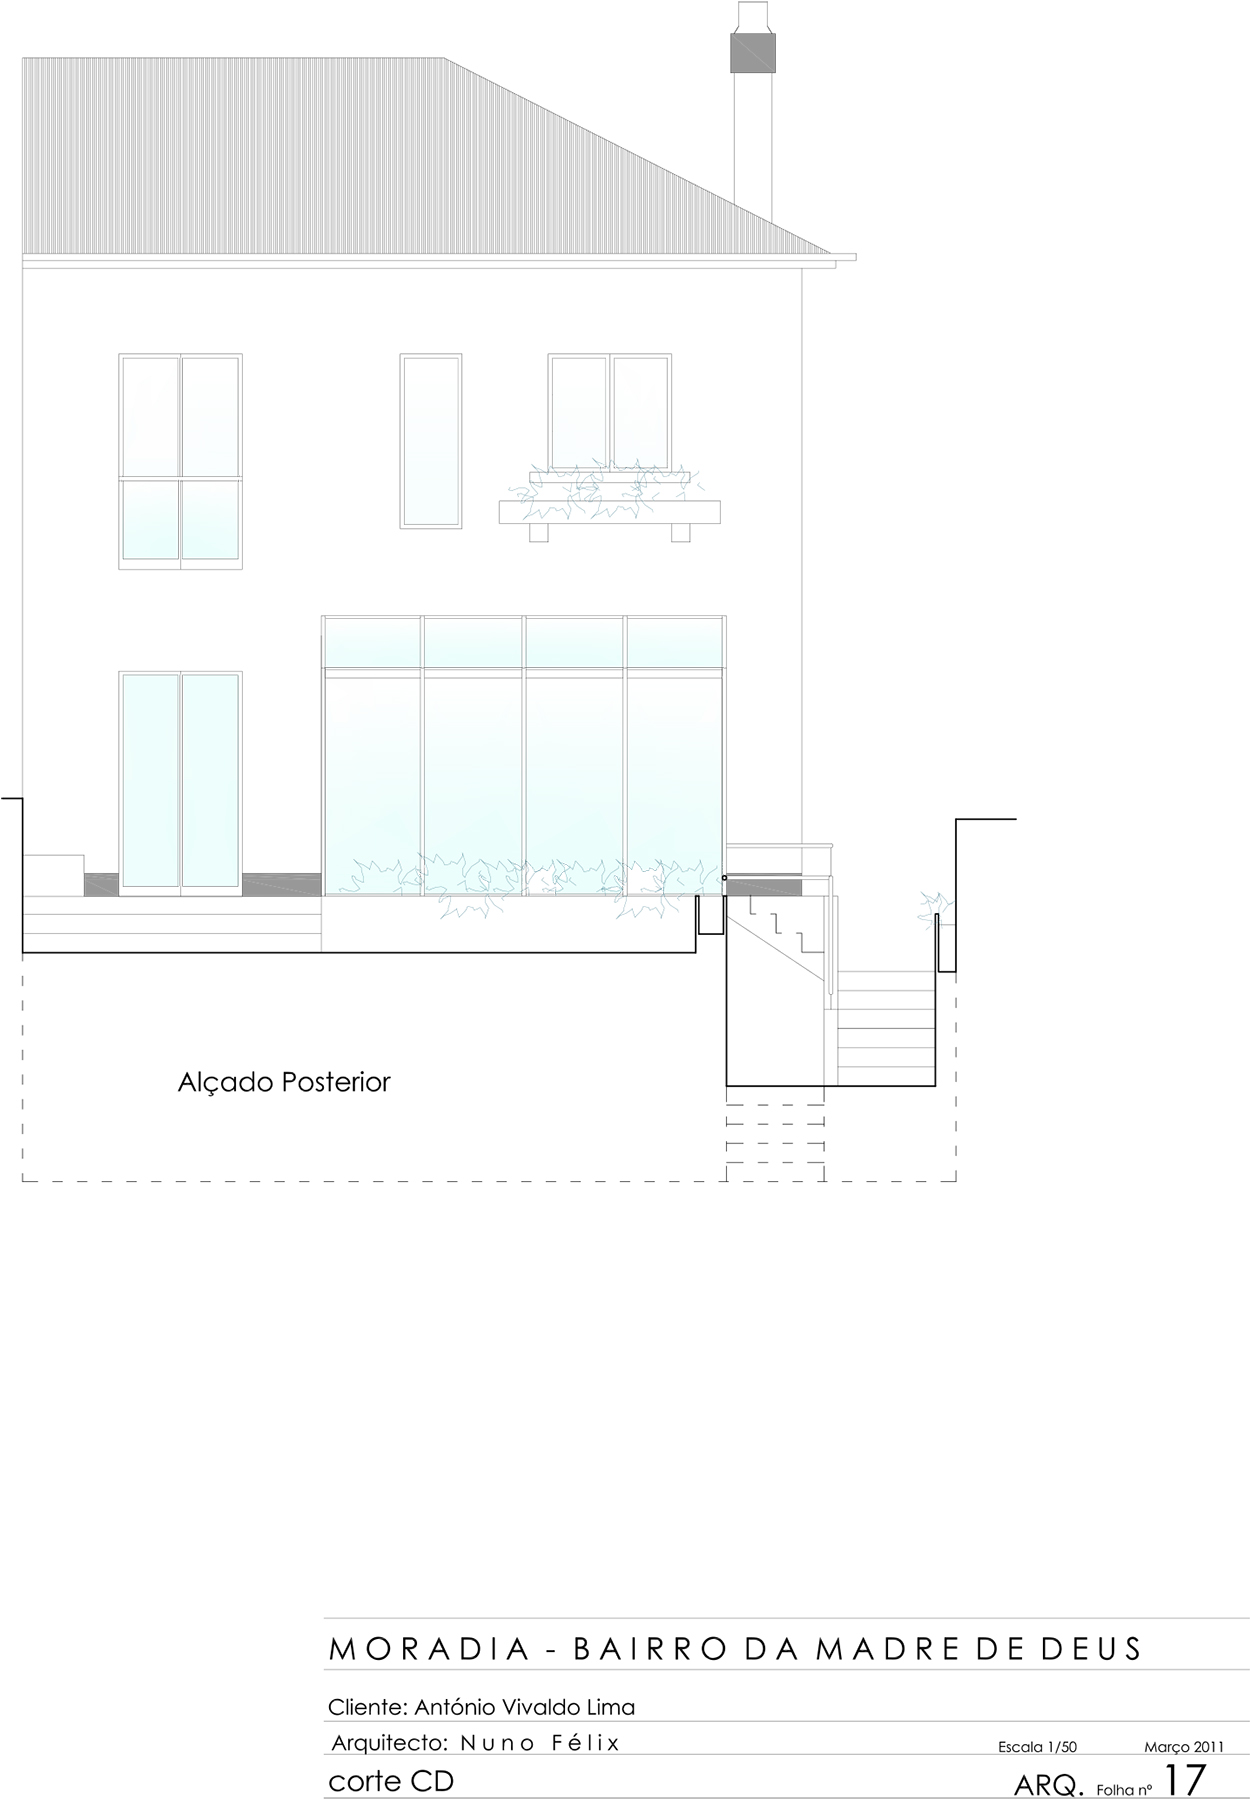 Alçado Posterior
MORADIA - BAIRRO DA MADRE DE DEUS
Cliente: António Vivaldo Lima
Arquitecto: Nuno Félix
Escala 1/50 Março 2011
corte CD
ARQ. Folha nº 17